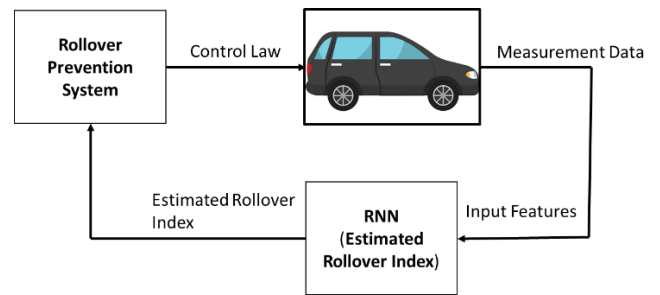 Rollover
Prevention
System
Control Law
Measurement Data
Estimated Rollover
Index
RNN
(Estimated
Rollover Index)
Input Features